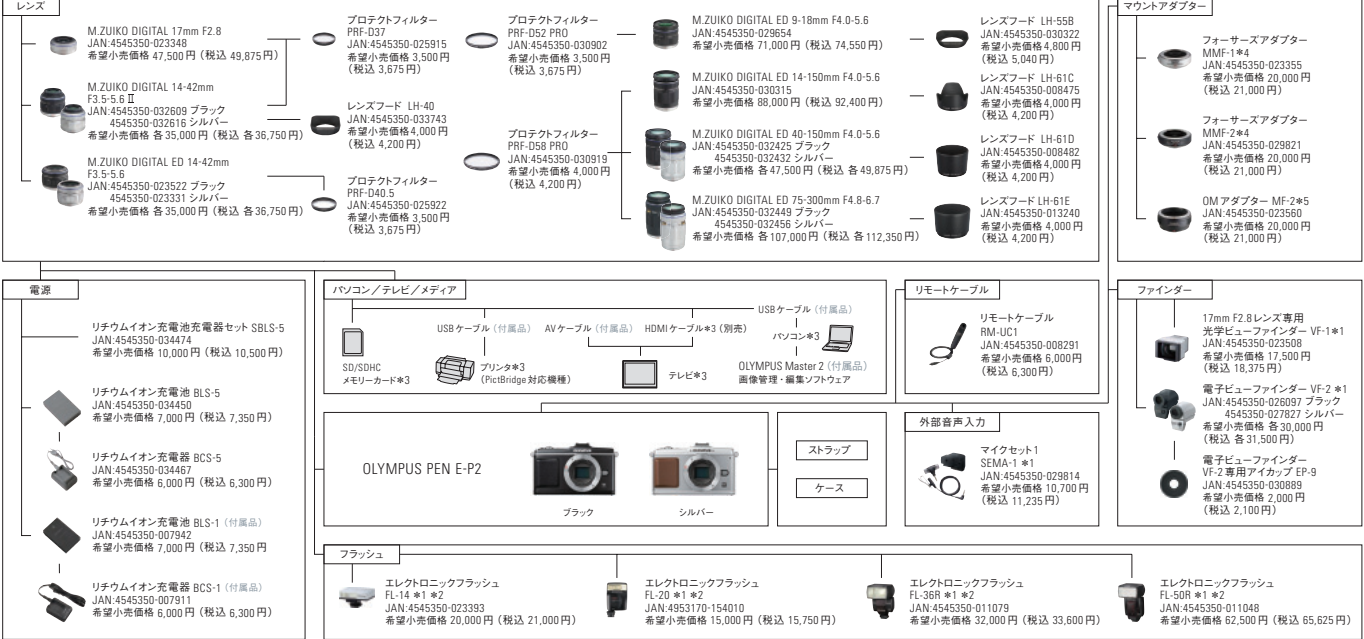 レンズ
M.ZUIKO DIGITAL 17mm F2.8
JAN:4545350-023348
希望小売価格 47,500円（税込 49,875円）
M.ZUIKO DIGITAL 14-42mm
F3.5-5.6 Ⅱ
JAN:4545350-032609 ブラック
4545350-032616 シルバー
希望小売価格 各35,000円（税込 各36,750円）
M.ZUIKO DIGITAL ED 14-42mm
F3.5-5.6
JAN:4545350-023522 ブラック
4545350-023331 シルバー
希望小売価格 各35,000円（税込 各36,750円）
プロテクトフィルター
PRF-D37
JAN:4545350-025915
希望小売価格 3,500円
（税込 3,675円）
レンズフード LH-40
JAN:4545350-033743
希望小売価格4,000円
（税込 4,200円）
プロテクトフィルター
PRF-D40.5
JAN:4545350-025922
希望小売価格 3,500円
（税込 3,675円）
プロテクトフィルター
PRF-D52 PRO
JAN:4545350-030902
希望小売価格 3,500円
（税込 3,675円）
プロテクトフィルター
PRF-D58 PRO
JAN:4545350-030919
希望小売価格 4,000円
（税込 4,200円）
M.ZUIKO DIGITAL ED 9-18mm F4.0-5.6
JAN:4545350-029654
希望小売価格 71,000円（税込 74,550円）
M.ZUIKO DIGITAL ED 14-150mm F4.0-5.6
JAN:4545350-030315
希望小売価格 88,000円（税込 92,400円）
M.ZUIKO DIGITAL ED 40-150mm F4.0-5.6
JAN:4545350-032425 ブラック
4545350-032432 シルバー
希望小売価格 各47,500円（税込 各49,875円）
M.ZUIKO DIGITAL ED 75-300mm F4.8-6.7
JAN:4545350-032449 ブラック
4545350-032456 シルバー
希望小売価格 各107,000円（税込 各112,350円）
レンズフード LH-55B
JAN:4545350-030322
希望小売価格4,800円
（税込 5,040円）
レンズフード LH-61C
JAN:4545350-008475
希望小売価格4,000円
（税込 4,200円）
レンズフード LH-61D
JAN:4545350-008482
希望小売価格4,000円
（税込 4,200円）
レンズフード LH-61E
JAN:4545350-013240
希望小売価格4,000円
（税込 4,200円）
マウントアダプター
フォーサーズアダプター
MMF-1＊4
JAN:4545350-023355
希望小売価格 20,000円
（税込 21,000円）
フォーサーズアダプター
MMF-2＊4
JAN:4545350-029821
希望小売価格 20,000円
（税込 21,000円）
OMアダプター MF-2＊5
JAN:4545350-023560
希望小売価格 20,000円
（税込 21,000円）
電源
リチウムイオン充電池充電器セット SBLS-5
JAN:4545350-034474
希望小売価格 10,000円（税込 10,500円）
リチウムイオン充電池 BLS-5
JAN:4545350-034450
希望小売価格 7,000円（税込 7,350円）
リチウムイオン充電器 BCS-5
JAN:4545350-034467
希望小売価格 6,000円（税込 6,300円）
リチウムイオン充電池 BLS-1（付属品）
JAN:4545350-007942
希望小売価格 7,000円（税込 7,350円
リチウムイオン充電器 BCS-1（付属品）
JAN:4545350-007911
希望小売価格 6,000円（税込 6,300円）
パソコン／テレビ／メディア
USBケーブル（付属品）
USBケーブル（付属品） AVケーブル（付属品） HDMIケーブル＊3（別売）
パソコン＊3
SD/SDHC
メモリーカード＊3
プリンタ＊3
（PictBridge対応機種）
テレビ＊3
OLYMPUS Master 2（付属品）
画像管理・編集ソフトウェア
OLYMPUS PEN E-P2
ブラック
シルバー
ストラップ
ケース
リモートケーブル
リモートケーブル
RM-UC1
JAN:4545350-008291
希望小売価格 6,000円
（税込 6,300円）
外部音声入力
マイクセット1
SEMA-1 ＊1
JAN:4545350-029814
希望小売価格 10,700円
（税込 11,235円）
ファインダー
17mm F2.8レンズ専用
光学ビューファインダー VF-1＊1
JAN:4545350-023508
希望小売価格 17,500円
（税込 18,375円）
電子ビューファインダー VF-2 ＊1
JAN:4545350-026097 ブラック
4545350-027827 シルバー
希望小売価格 各30,000円
（税込 各31,500円）
電子ビューファインダー
VF-2専用アイカップ EP-9
JAN:4545350-030889
希望小売価格 2,000円
（税込 2,100円）
フラッシュ
エレクトロニックフラッシュ
FL-14 ＊1 ＊2
JAN:4545350-023393
希望小売価格 20,000円（税込 21,000円）
エレクトロニックフラッシュ
FL-20 ＊1 ＊2
JAN:4953170-154010
希望小売価格 15,000円（税込 15,750円）
エレクトロニックフラッシュ
FL-36R ＊1 ＊2
JAN:4545350-011079
希望小売価格 32,000円（税込 33,600円）
エレクトロニックフラッシュ
FL-50R ＊1 ＊2
JAN:4545350-011048
希望小売価格 62,500円（税込 65,625円）